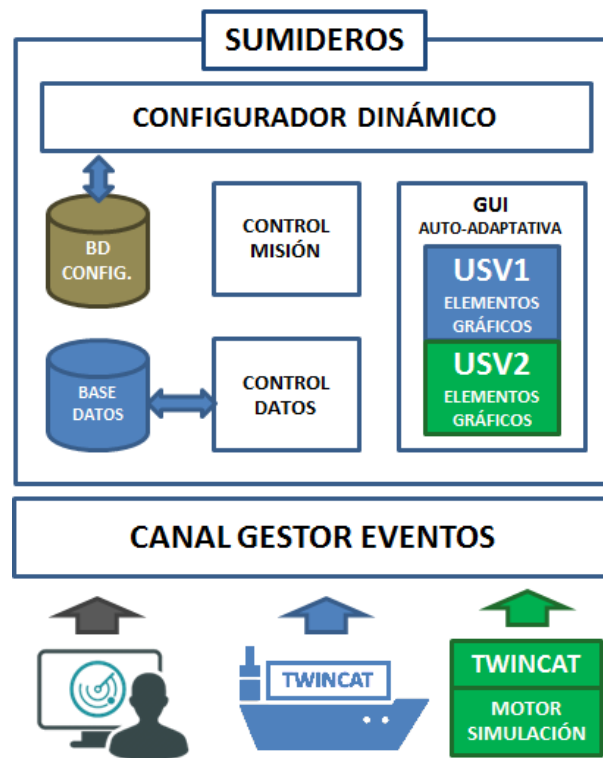 SUMIDEROS
CONFIGURADOR DINÁMICO
BD
CONFIG.
CONTROL
MISIÓN
GUI
AUTO-ADAPTATIVA
USV1
ELEMENTOS
GRÁFICOS
USV2
ELEMENTOS
GRÁFICOS
BASE
DATOS
CONTROL
DATOS
CANAL GESTOR EVENTOS
TWINCAT
TWINCAT
MOTOR
SIMULACIÓN